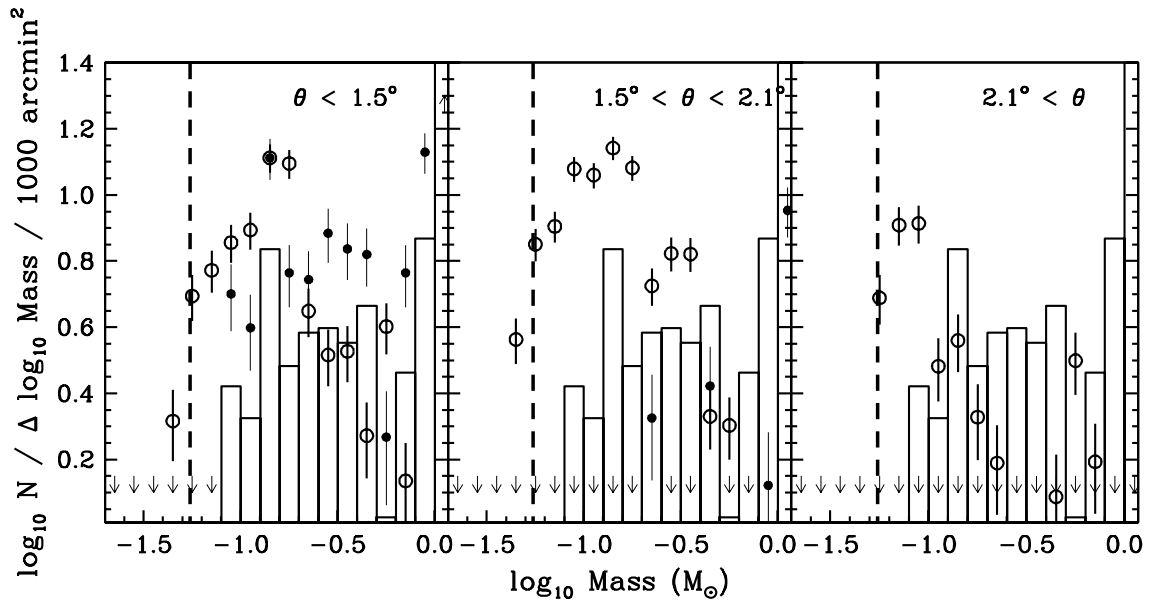 log₁₀ N / Δ log₁₀ Mass / 1000 arcmin²
1.4
1.2
1.0
0.8
0.6
0.4
0.2
θ < 1.5°
1.5° < θ < 2.1°
2.1° < θ
−1.5 −1.0 −0.5 0.0
−1.5 −1.0 −0.5 0.0
−1.5 −1.0 −0.5 0.0
log₁₀ Mass (M☉)